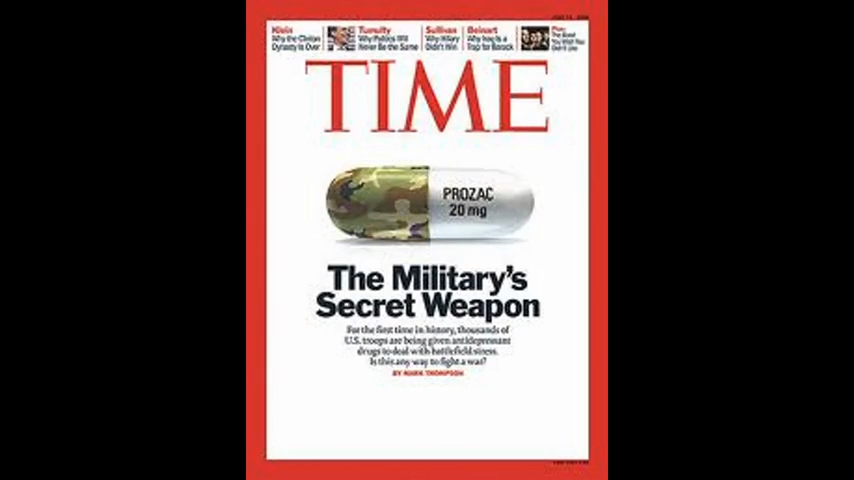 Klein
Why the Clinton
Dynasty Is Over
Tumulty
Why Politics Will
Never Be the Same
Sullivan
Why Hillary
Didn't Win
Beinart
Why Iraq Is a
Trap for Barack
TIME
PROZAC
20 mg
The Military's
Secret Weapon
For the first time in history, thousands of
U.S. troops are being given antidepressant
drugs to deal with battlefield stress.
Is this any way to fight a war?
BY MARK THOMPSON